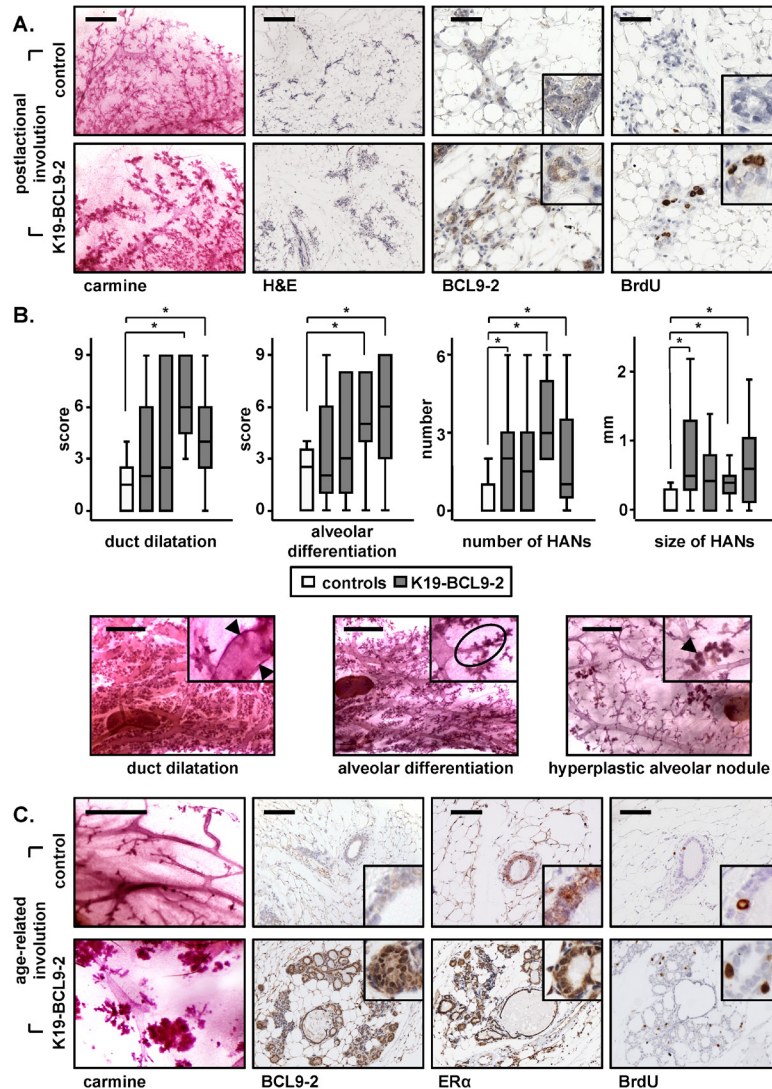 A.
postlactional
involution
control
K19-BCL9-2
carmine H&E BCL9-2 BrdU
B.
* * * * * * * * * *
9
6
3
0
score
duct dilatation
9
6
3
0
score
alveolar
differentiation
6
3
0
number
number of HANs
2
1
0
mm
size of HANs
controls K19-BCL9-2
duct dilatation alveolar differentiation hyperplastic alveolar nodule
C.
age-related
involution
control
K19-BCL9-2
carmine BCL9-2 ERα BrdU